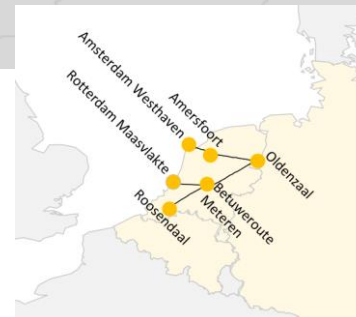 Amsterdam Westhaven
Amersfoort
Rotterdam Maasvlakte
Oldenzaal
Betuweroute
Meteren
Roosendaal